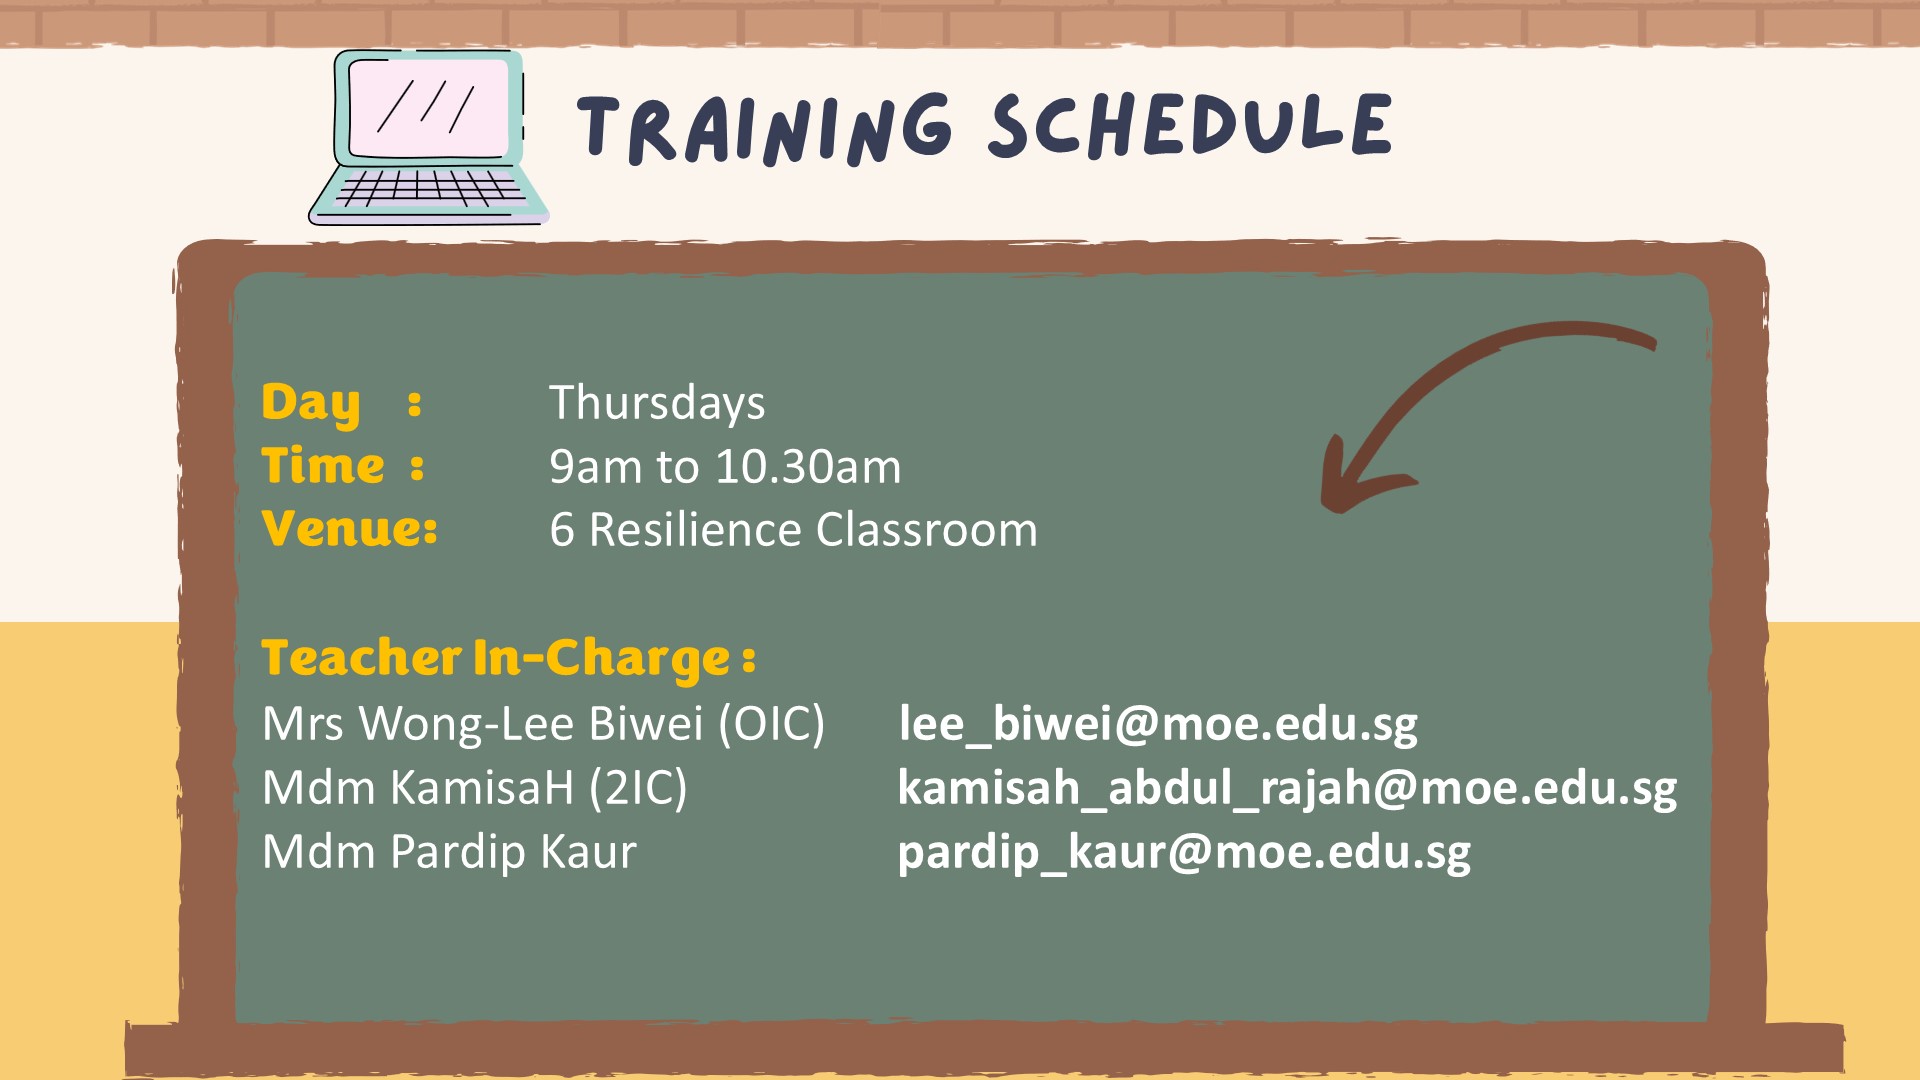 TRAINING SCHEDULE
Day : Thursdays
Time : 9am to 10.30am
Venue: 6 Resilience Classroom
Teacher In-Charge :
Mrs Wong-Lee Biwei (OIC) lee_biwei@moe.edu.sg
Mdm KamisaH (2IC) kamisah_abdul_rajah@moe.edu.sg
Mdm Pardip Kaur pardip_kaur@moe.edu.sg